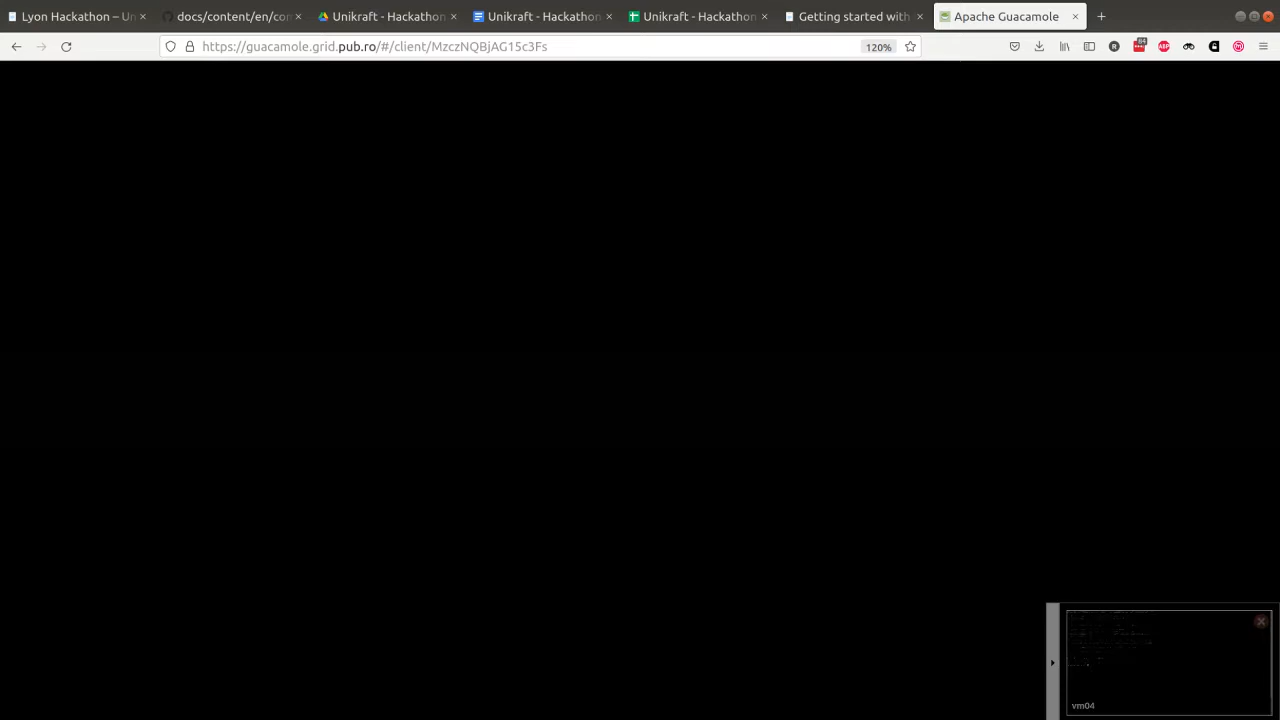 Lyon Hackathon – Un
docs/content/en/con
Unikraft - Hackathon
Unikraft - Hackathon
Unikraft - Hackathon
Getting started with
Apache Guacamole
https://guacamole.grid.pub.ro/#/client/MzczNQBjAG15c3Fs
120%
vm04